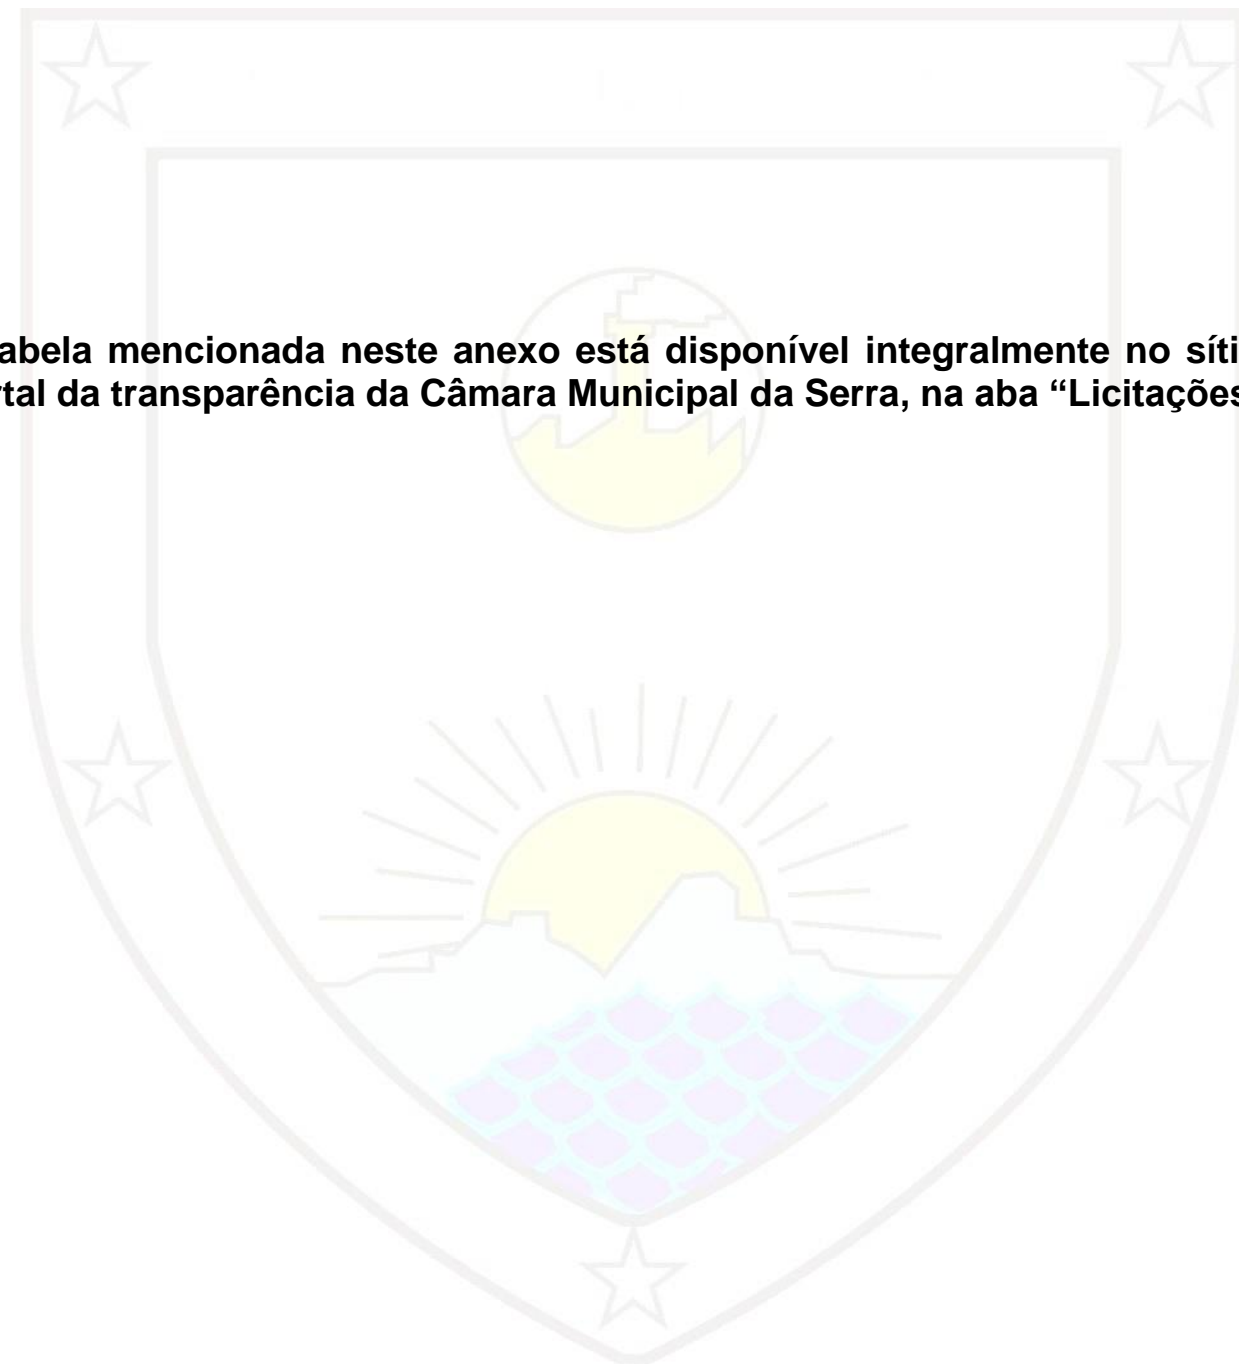 abela mencionada neste anexo está disponível integralmente no síti
rtal da transparência da Câmara Municipal da Serra, na aba “Licitações